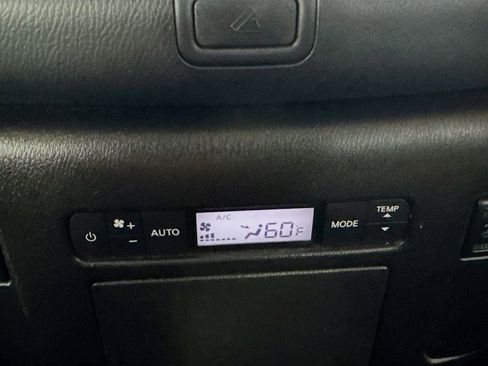 A/C
TEMP
+
AUTO
60F
MODE
-